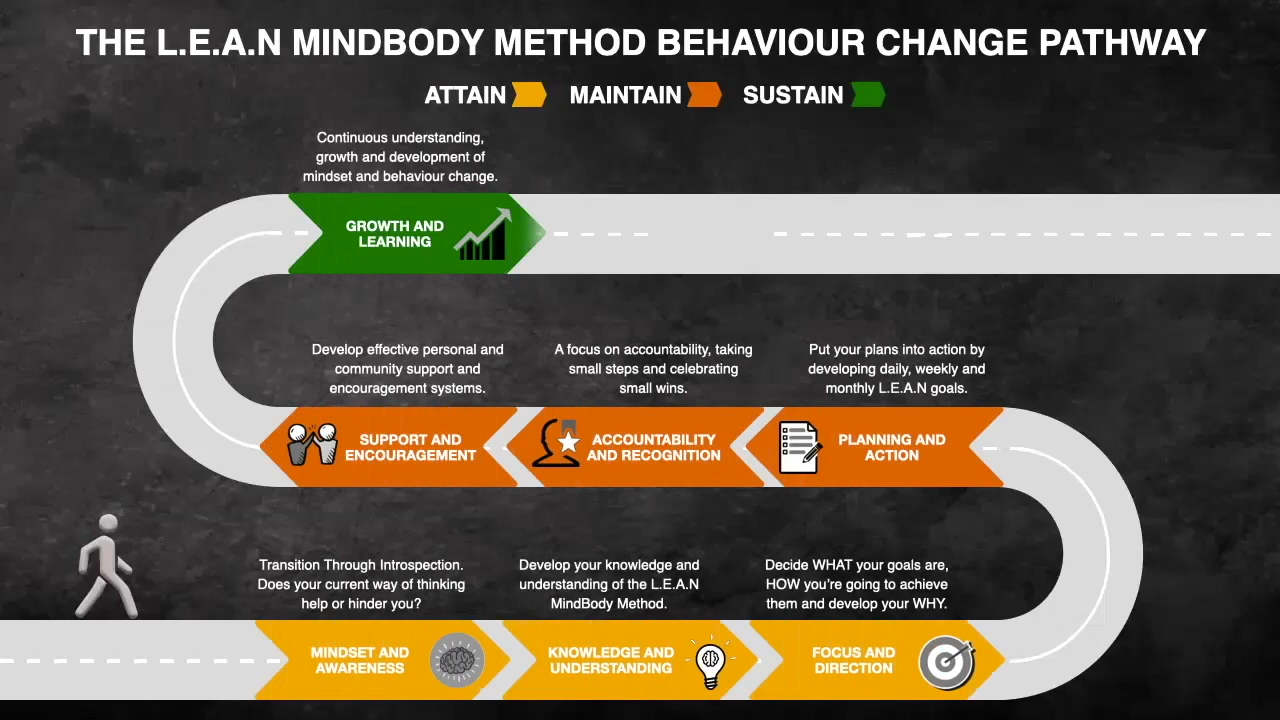 THE L.E.A.N MINDBODY METHOD BEHAVIOUR CHANGE PATHWAY
ATTAIN MAINTAIN SUSTAIN
Continuous understanding,
growth and development of
mindset and behaviour change.
GROWTH AND
LEARNING
Develop effective personal and
community support and
encouragement systems.
A focus on accountability, taking
small steps and celebrating
small wins.
Put your plans into action by
developing daily, weekly and
monthly L.E.A.N goals.
SUPPORT AND
ENCOURAGEMENT
ACCOUNTABILITY
AND RECOGNITION
PLANNING AND
ACTION
Transition Through Introspection.
Does your current way of thinking
help or hinder you?
Develop your knowledge and
understanding of the L.E.A.N
MindBody Method.
Decide WHAT your goals are,
HOW you're going to achieve
them and develop your WHY.
MINDSET AND
AWARENESS
KNOWLEDGE AND
UNDERSTANDING
FOCUS AND
DIRECTION